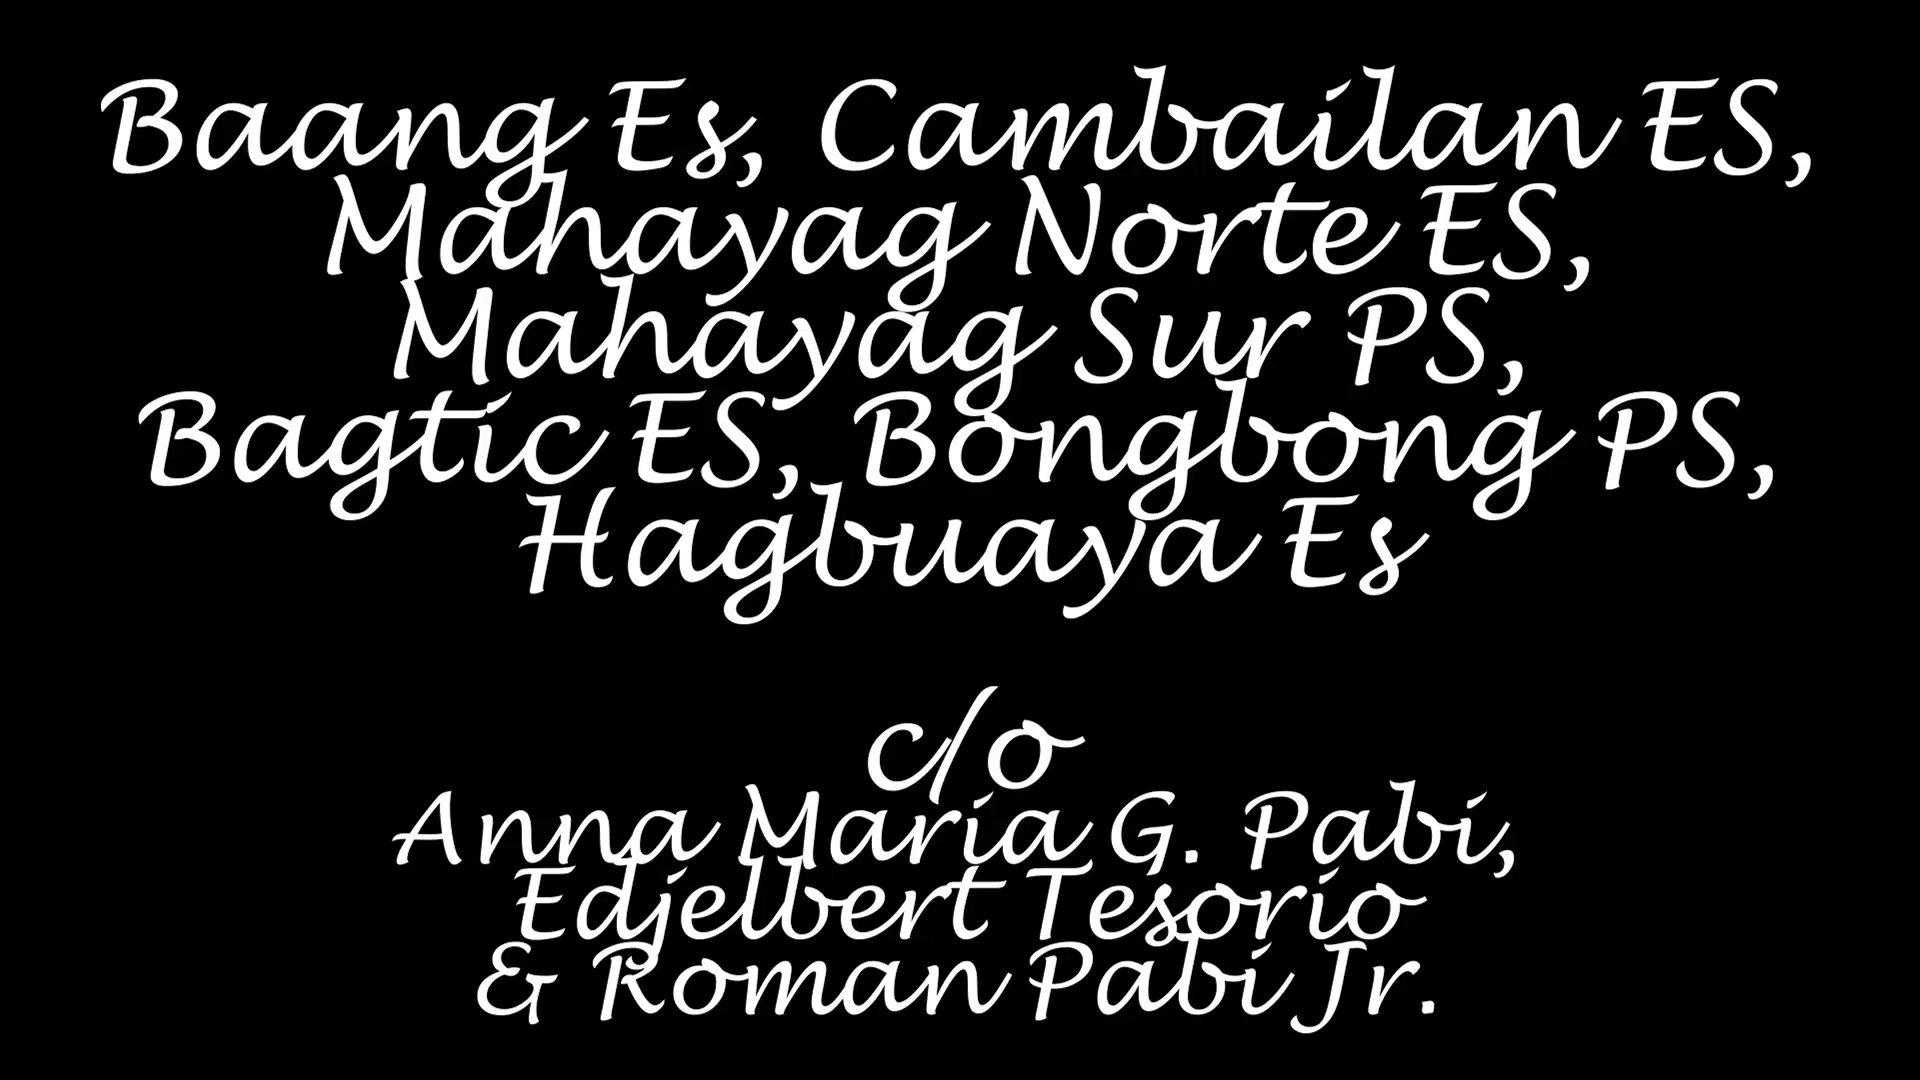 Baang Es, Cambailan ES,
Mahayag Norte ES,
Mahayag Sur PS,
Bagtic ES, Bongbong PS,
Hagbuaya Es
c/o
Anna Maria G. Pabi,
Edjelbert Tesorio
& Roman Pabi Jr.